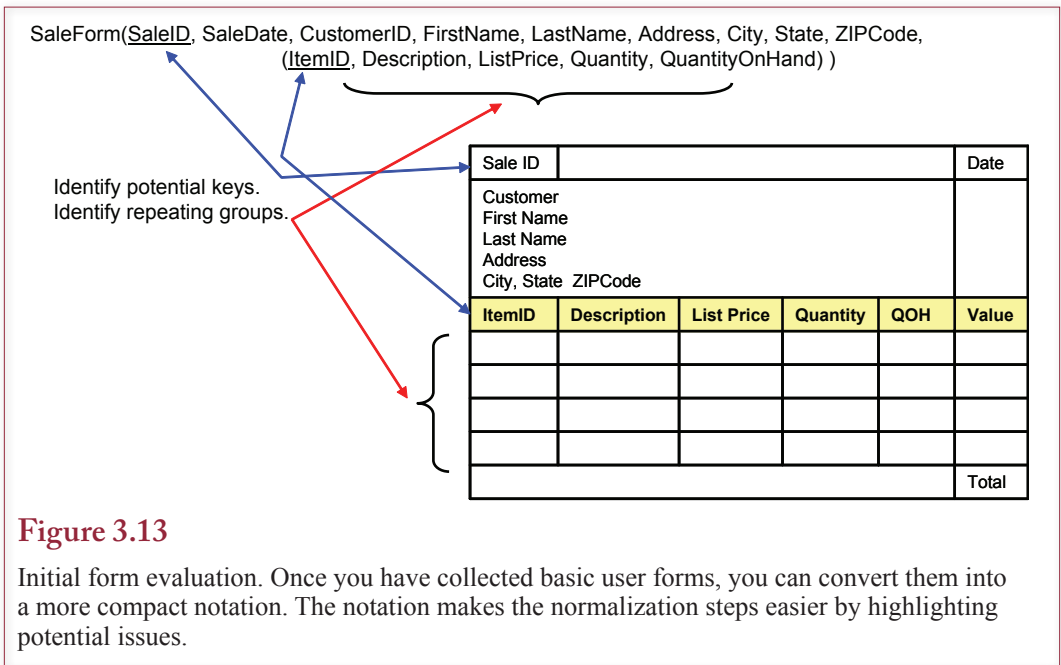 SaleForm(SaleID, SaleDate, CustomerID, FirstName, LastName, Address, City, State, ZIPCode,
(ItemID, Description, ListPrice, Quantity, QuantityOnHand) )
Identify potential keys.
Identify repeating groups.
Sale ID Date
Customer
First Name
Last Name
Address
City, State ZIPCode
ItemID Description List Price Quantity QOH Value
Total
Figure 3.13
Initial form evaluation. Once you have collected basic user forms, you can convert them into
a more compact notation. The notation makes the normalization steps easier by highlighting
potential issues.